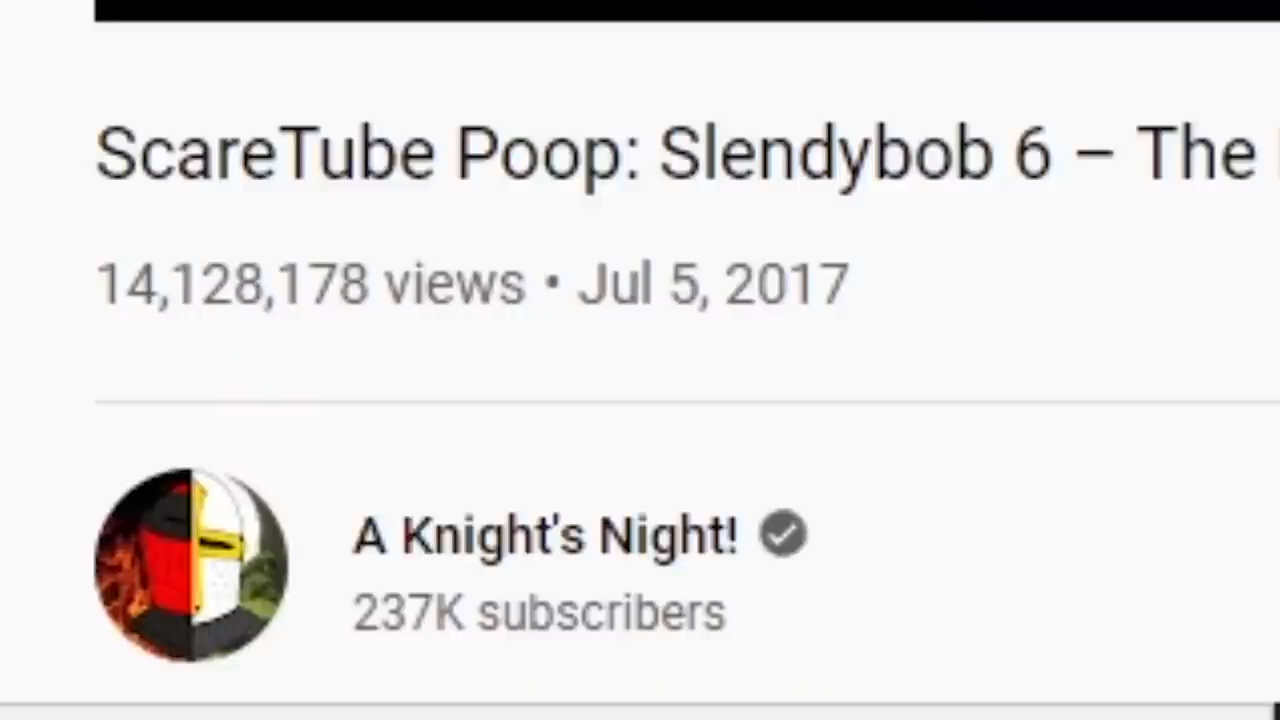 ScareTube Poop: Slendybob 6 – The
14,128,178 views • Jul 5, 2017
A Knight's Night!
237K subscribers